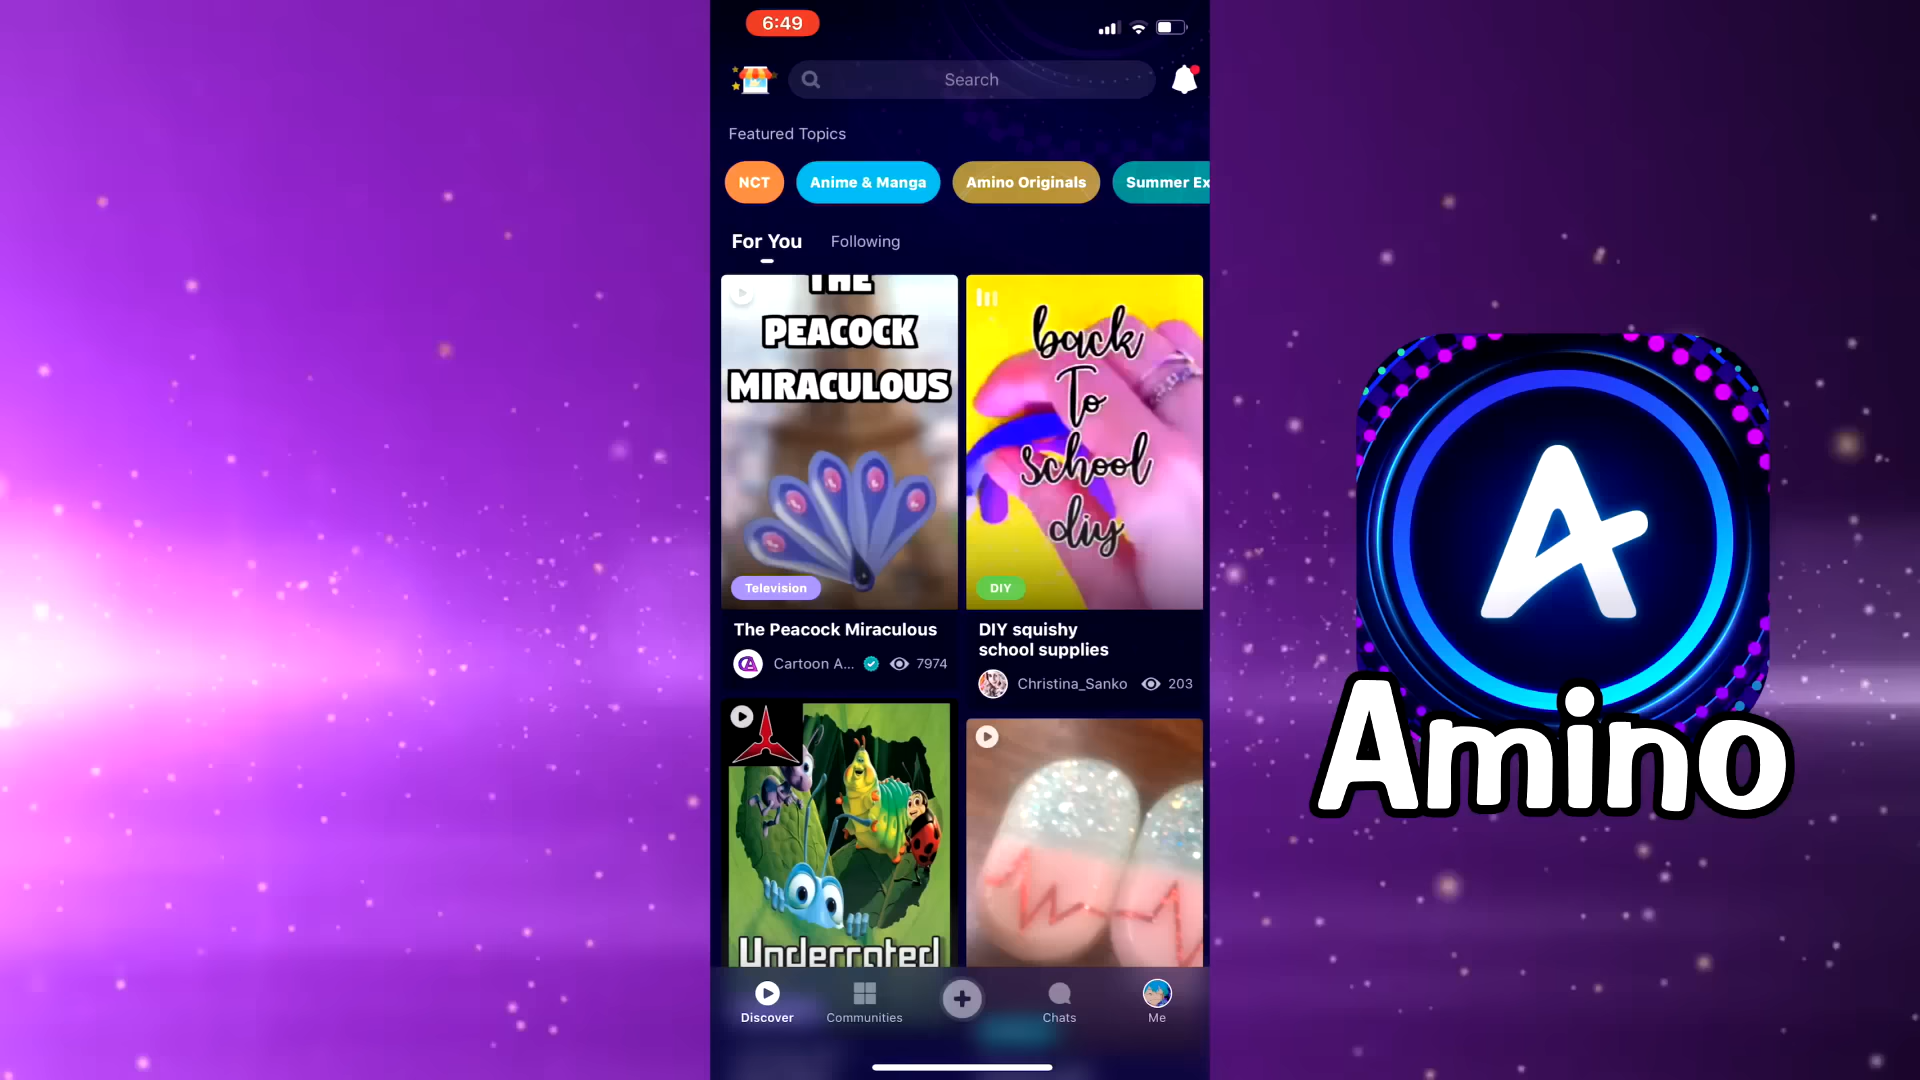 6:49
Search
Featured Topics
NCT
Anime & Manga
Amino Originals
Summer Ex
For You
Following
THE
PEACOCK
MIRACULOUS
Television
back
To
school
diy
DIY
The Peacock Miraculous
Cartoon A...
7974
DIY squishy
school supplies
Christina_Sanko
203
Underrated
Discover
Communities
Chats
Me
A
Amino